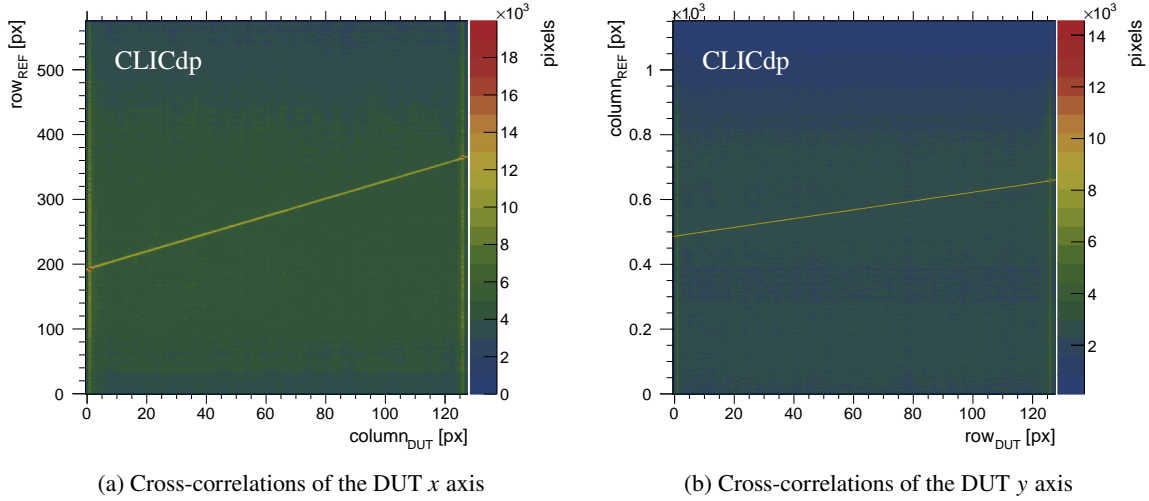 ×10³
CLICdp
row_REF [px]
pixels
500
400
300
200
100
0
0 20 40 60 80 100 120
column_DUT [px]
18
16
14
12
10
8
6
4
2
0
(a) Cross-correlations of the DUT x axis
×10³
×10³
CLICdp
column_REF [px]
pixels
1
0.8
0.6
0.4
0.2
0
0 20 40 60 80 100 120
row_DUT [px]
14
12
10
8
6
4
2
(b) Cross-correlations of the DUT y axis